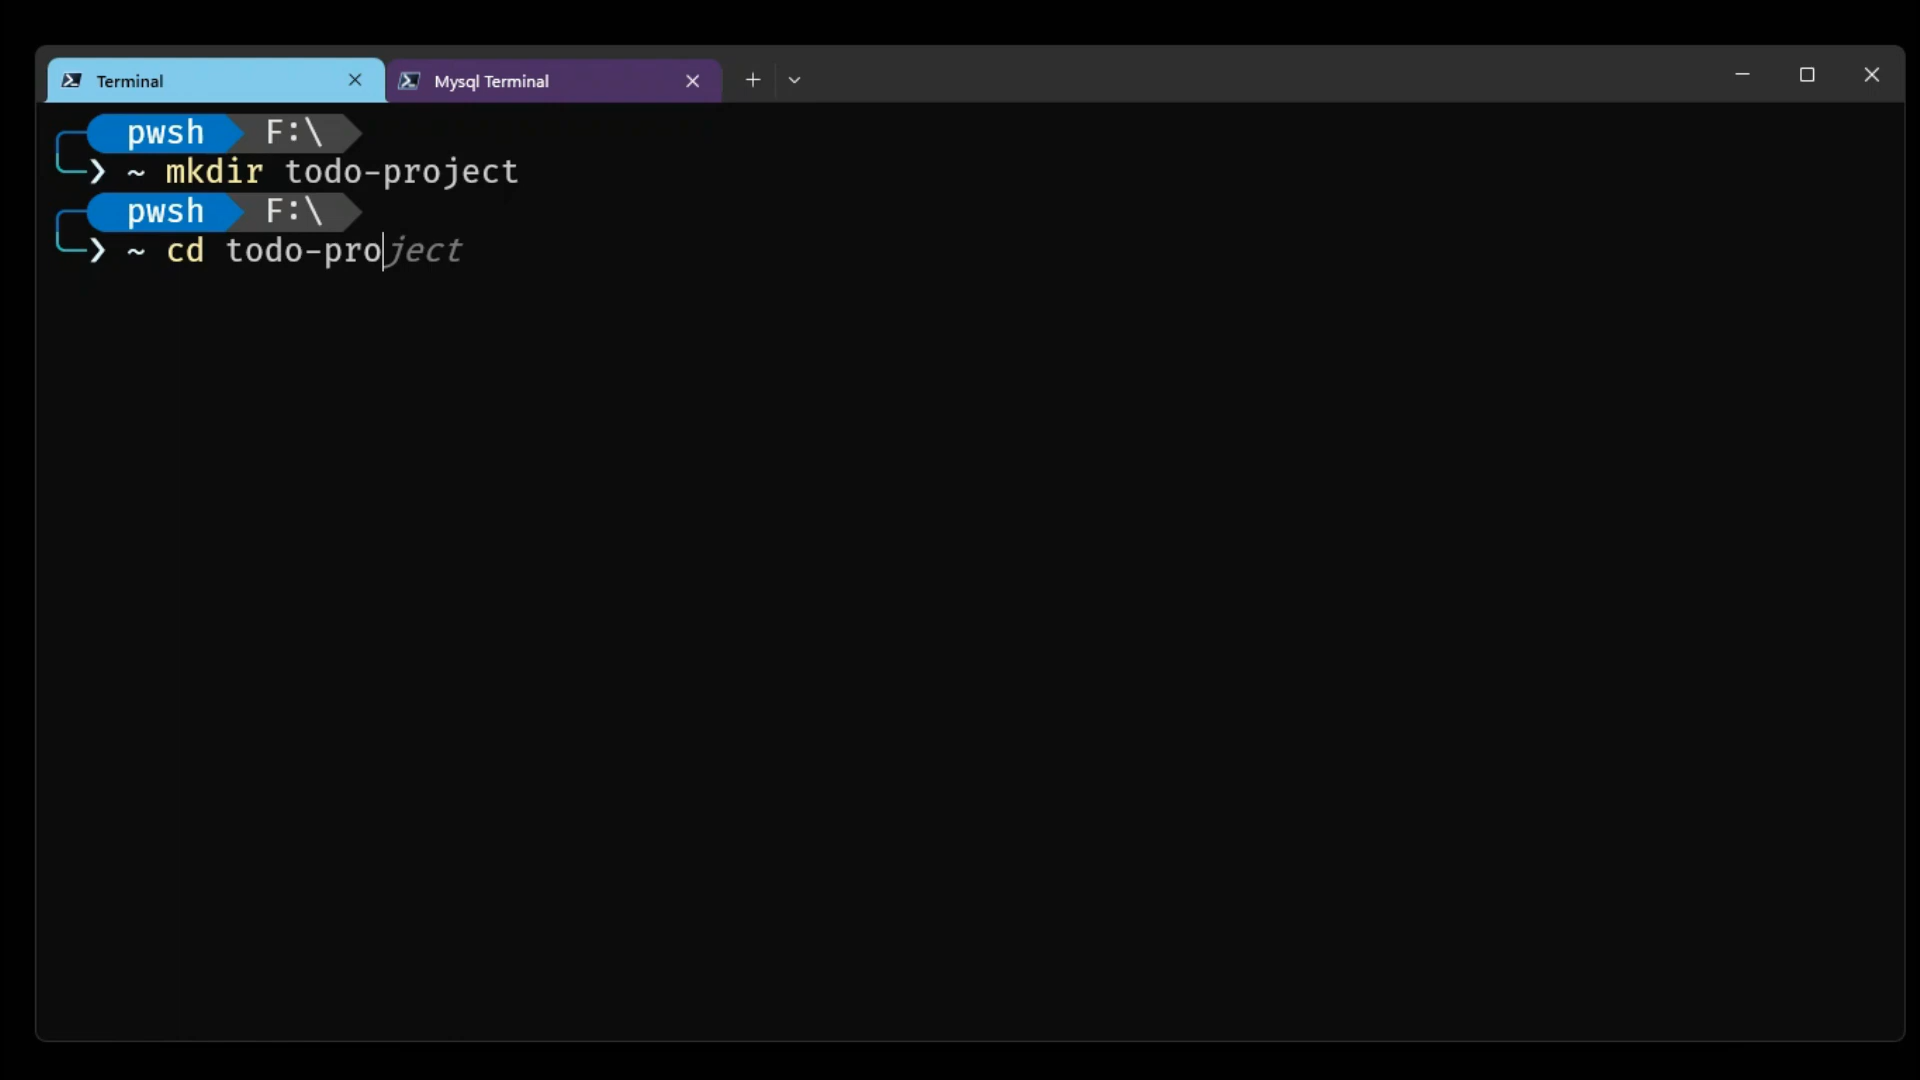 Terminal
Mysql Terminal
pwsh F:\
❯ ~ mkdir todo-project
pwsh F:\
❯ ~ cd todo-project